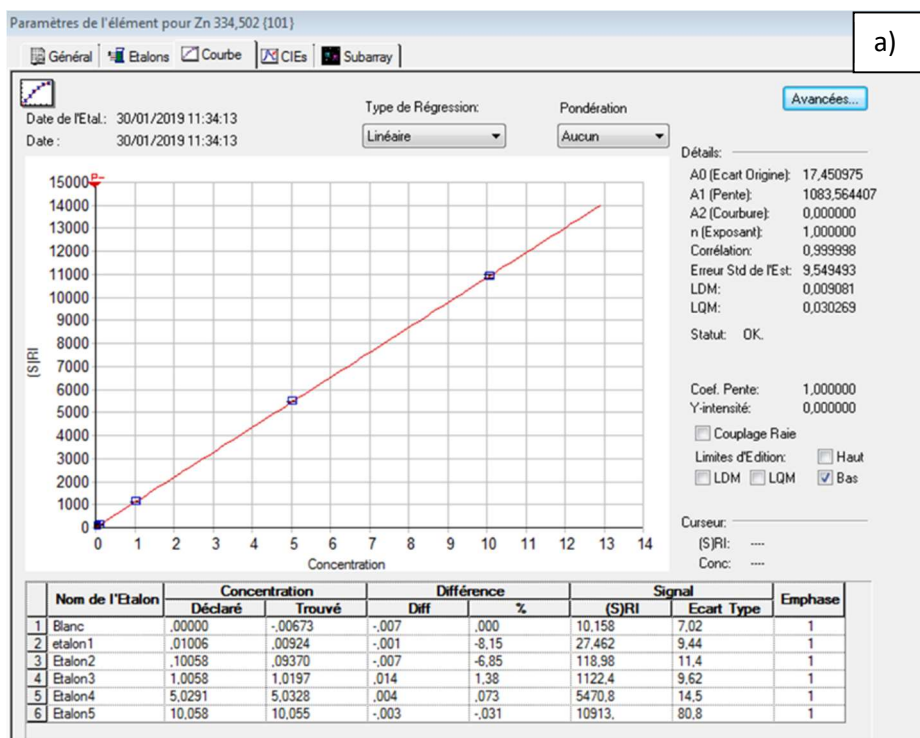 Paramètres de l'élément pour Zn 334,502 {101}
a)
Général Etalons Courbe CIEs Subarray
Avancées...
Date de l'Etal.: 30/01/2019 11:34:13
Date : 30/01/2019 11:34:13
Type de Régression:
Linéaire
Pondération
Aucun
Détails:
A0 (Ecart Origine): 17,450975
A1 (Pente): 1083,564407
A2 (Courbure): 0,000000
n (Exposant): 1,000000
Corrélation: 0,999998
Erreur Std de l'Est: 9,549493
LDM: 0,009081
LQM: 0,030269
Statut: OK.
Coef. Pente: 1,000000
Y-intensité: 0,000000
Couplage Raie
Limites d'Edition: Haut
LDM LQM Bas
Curseur:
(S)RI: ----
Conc: ----
(S)RI
15000
14000
13000
12000
11000
10000
9000
8000
7000
6000
5000
4000
3000
2000
1000
0
0 1 2 3 4 5 6 7 8 9 10 11 12 13 14
Concentration
Nom de l'Etalon Concentration Différence Signal Emphase
Déclaré Trouvé Diff % (S)RI Ecart Type
1 Blanc ,00000 -,00673 -,007 ,000 10,158 7,02 1
2 etalon1 ,01006 ,00924 -,001 -8,15 27,462 9,44 1
3 Etalon2 ,10058 ,09370 -,007 -6,85 118,98 11,4 1
4 Etalon3 1,0058 1,0197 ,014 1,38 1122,4 9,62 1
5 Etalon4 5,0291 5,0328 ,004 ,073 5470,8 14,5 1
6 Etalon5 10,058 10,055 -,003 -,031 10913, 80,8 1